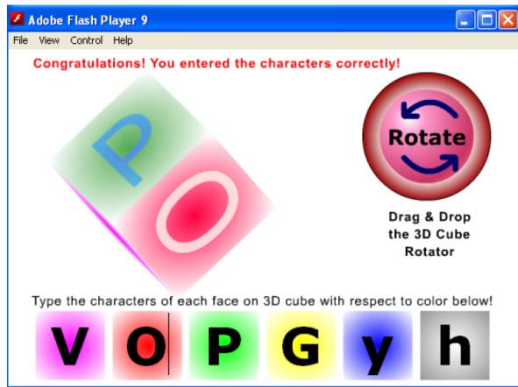 Adobe Flash Player 9
File View Control Help
Congratulations! You entered the characters correctly!
P
O
Rotate
Drag & Drop
the 3D Cube
Rotator
Type the characters of each face on 3D cube with respect to color below!
V O P G y h